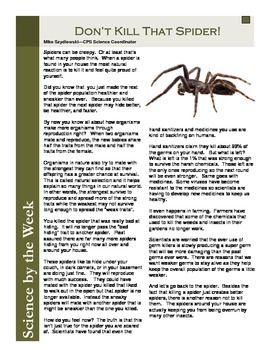 DON'T KILL THAT SPIDER!
Mike Szydlowski—CPS Science Coordinator
Science by the Week
Spiders can be creepy. Or at least that's
what many people think. When a spider is
found in your house the most natural
reaction is to kill it and feel quite proud of
yourself.
Did you know that you just made the rest
of the spider population healthier and
sneakier than ever. Because you killed
that spider the next spider may hide better,
be healthier, and faster.
By now you know all about how organisms
make more organisms through
reproduction right? When two organisms
mate and reproduce, the new babies share
half the traits from the male and half the
traits from the female.
Organisms in nature also try to mate with
the strongest they can find so that their
offspring has a greater chance at survival.
This is called natural selection and it helps
explain so many things in our natural world.
In other words, the strongest survive to
reproduce and spread more of the strong
traits while the weakest may not survive
long enough to spread the "weak traits".
You killed the spider that was really bad at
hiding. It will no longer pass the "bad
hiding" trait to another spider. Rest
assured there are far many more spiders
hiding from you right now all over and
around your house.
These spiders like to hide under your
couch, in dark corners, or in your basement
as doing just fine. They will reproduce
with much sneakiness. They could have
mated with the spider you killed that liked
to walk out in the open but that spider is no
longer available. Instead the sneaky
spiders will mate with another spider that is
might be sneakier than the one you killed.
How do you feel now? The truth is that this
isn't just true for the spider you are scared
of. Scientists have found that even the
hand sanitizers and medicines you use are
kind of backfiring on humans.
Hand sanitizers claim they kill about 99% of
the germs on your hand. But what is left?
What is left is the 1% that was strong enough
to survive the harsh chemicals. Those left are
the only ones reproducing so the next round
will be even stronger. Same goes with
medicines. Some viruses have become
resistant to the medicines so scientists are
having to develop new medicines to keep us
healthy.
It even happens in farming. Farmers have
discovered that some of the chemicals that
used to kill the weeds and insects in their
gardens no longer work.
Scientists are worried that the over use of
germ killers is slowly producing a super germ
that will be more damaging than the weaker
germs ever were. There are reasons that we
want weaker germs to stay alive as they help
keep the overall population of the germs a little
weaker.
And let's go back to the spider. Besides the
fact that killing a spider just creates better
spiders, there is another reason not to kill
them. The spiders around your house are
actually keeping you from being overrun by
many other insects.